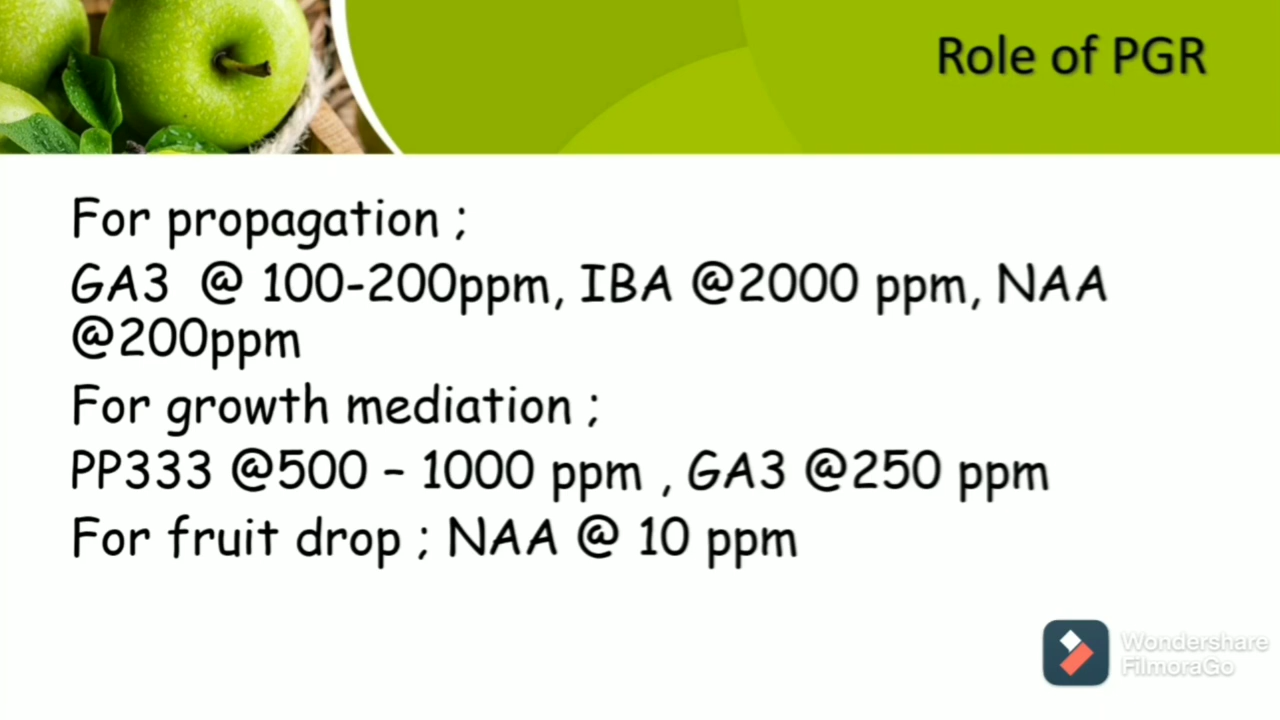 Role of PGR
For propagation ;
GA3 @ 100-200ppm, IBA @2000 ppm, NAA
@200ppm
For growth mediation ;
PP333 @500 – 1000 ppm , GA3 @250 ppm
For fruit drop ; NAA @ 10 ppm
Wondershare
FilmoraGo